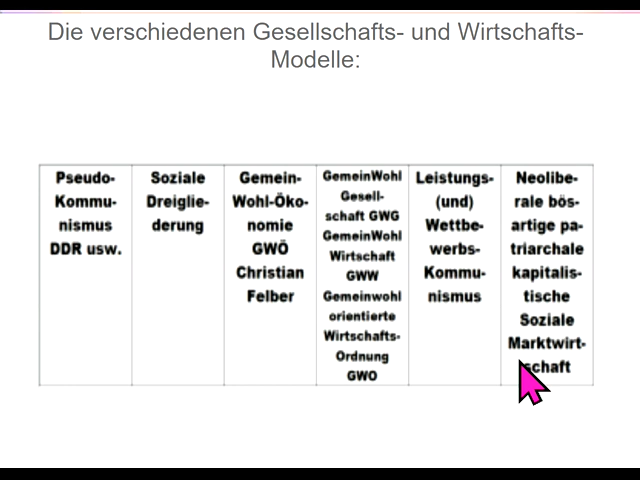 Die verschiedenen Gesellschafts- und Wirtschafts-
Modelle:
Pseudo-
Kommu-
nismus
DDR usw.
Soziale
Dreiglie-
derung
Gemein-
Wohl-Öko-
nomie
GWÖ
Christian
Felber
GemeinWohl
Gesell-
schaft GWG
GemeinWohl
Wirtschaft
GWW
Gemeinwohl
orientierte
Wirtschafts-
Ordnung
GWO
Leistungs-
(und)
Wettbe-
werbs-
Kommu-
nismus
Neolibe-
rale bös-
artige pa-
triarchale
kapitalis-
tische
Soziale
Marktwirt-
schaft